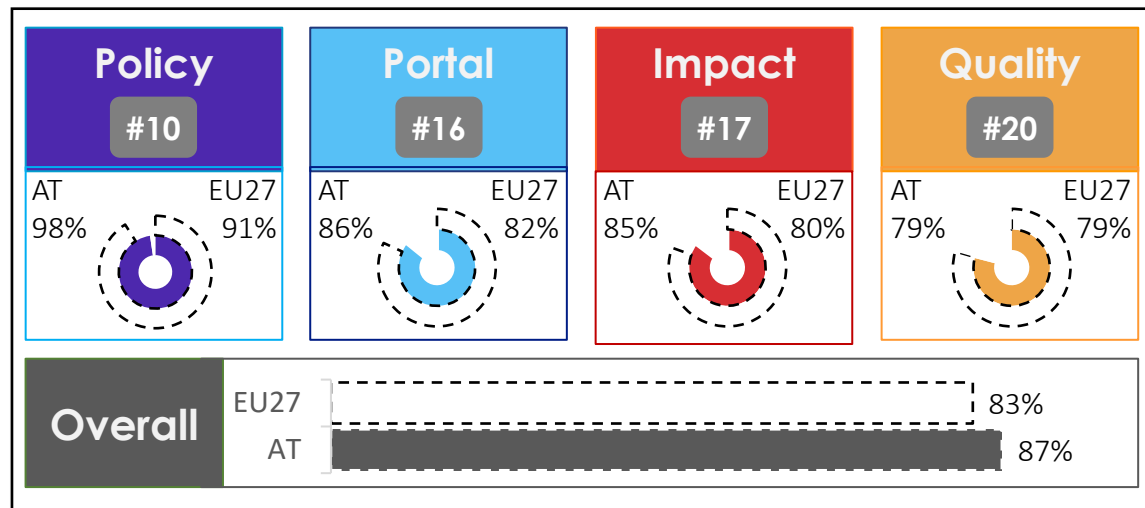 Policy
#10
AT EU27
98% 91%
Portal
#16
AT EU27
86% 82%
Impact
#17
AT EU27
85% 80%
Quality
#20
AT EU27
79% 79%
Overall
EU27 83%
AT 87%